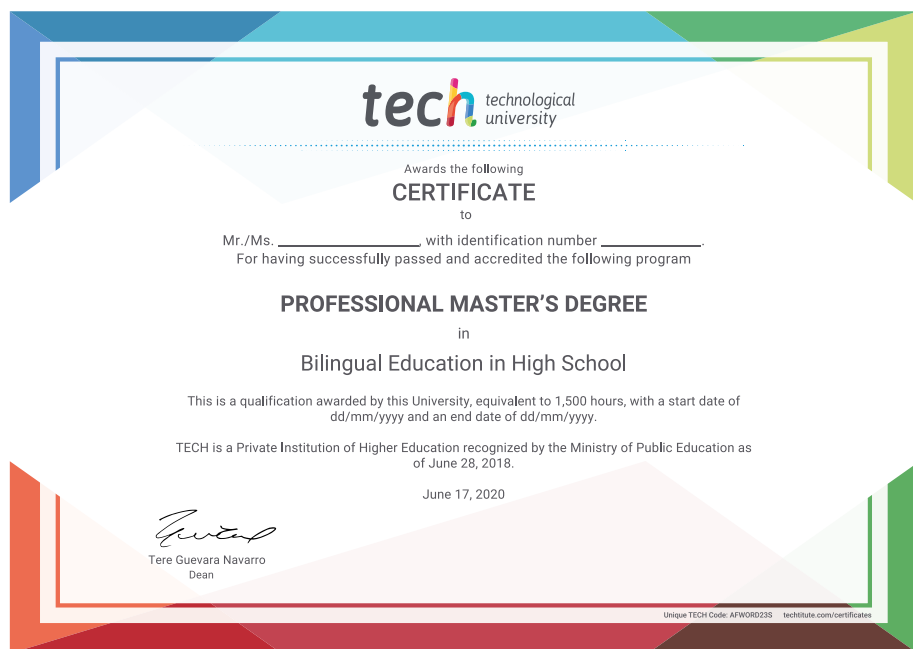 tech technological
university
Awards the following
CERTIFICATE
to
Mr./Ms. ____________________, with identification number ______________.
For having successfully passed and accredited the following program
PROFESSIONAL MASTER'S DEGREE
in
Bilingual Education in High School
This is a qualification awarded by this University, equivalent to 1,500 hours, with a start date of
dd/mm/yyyy and an end date of dd/mm/yyyy.
TECH is a Private Institution of Higher Education recognized by the Ministry of Public Education as
of June 28, 2018.
June 17, 2020
Tere Guevara Navarro
Dean
Unique TECH Code: AFWORD23S techtitute.com/certificates